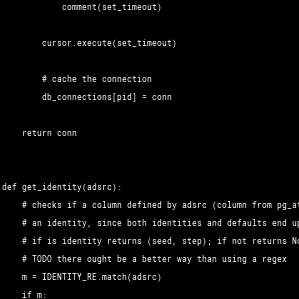 comment(set_timeout)
cursor.execute(set_timeout)
# cache the connection
db_connections[pid] = conn
return conn
def get_identity(adsrc):
# checks if a column defined by adsrc (column from pg_at
# an identity, since both identities and defaults end up
# if is identity returns (seed, step); if not returns No
# TODO there ought be a better way than using a regex
m = IDENTITY_RE.match(adsrc)
if m: